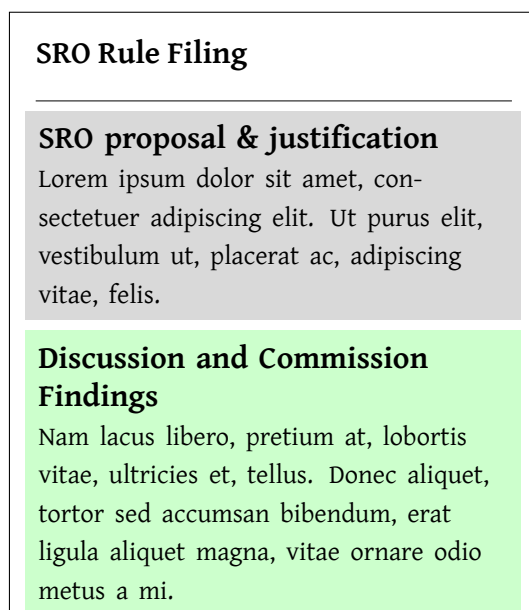 SRO Rule Filing
SRO proposal & justification
Lorem ipsum dolor sit amet, con-
sectetuer adipiscing elit. Ut purus elit,
vestibulum ut, placerat ac, adipiscing
vitae, felis.
Discussion and Commission
Findings
Nam lacus libero, pretium at, lobortis
vitae, ultricies et, tellus. Donec aliquet,
tortor sed accumsan bibendum, erat
ligula aliquet magna, vitae ornare odio
metus a mi.